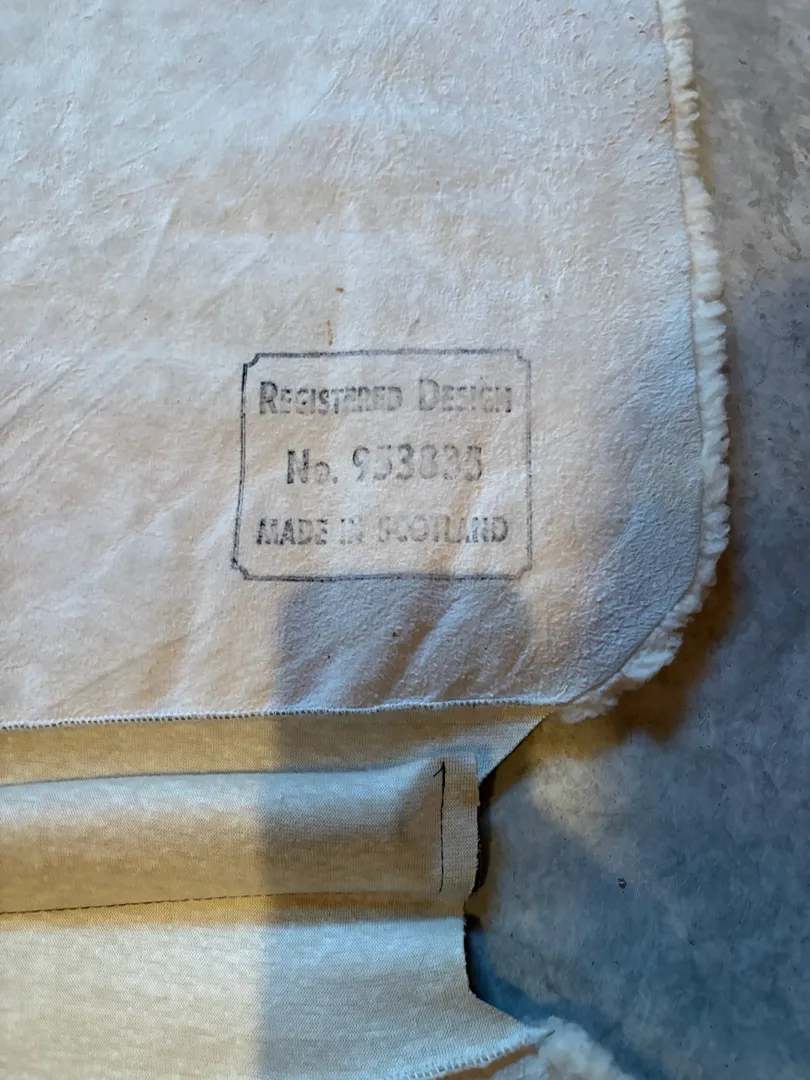 REGISTERED DESIGN
No. 953835
MADE IN SCOTLAND